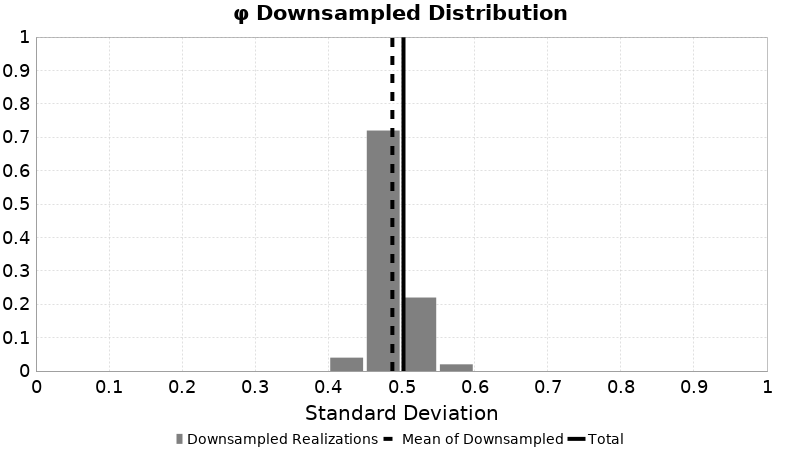 φ Downsampled Distribution
1
0.9
0.8
0.7
0.6
0.5
0.4
0.3
0.2
0.1
0
0 0.1 0.2 0.3 0.4 0.5 0.6 0.7 0.8 0.9 1
Standard Deviation
Downsampled Realizations Mean of Downsampled Total